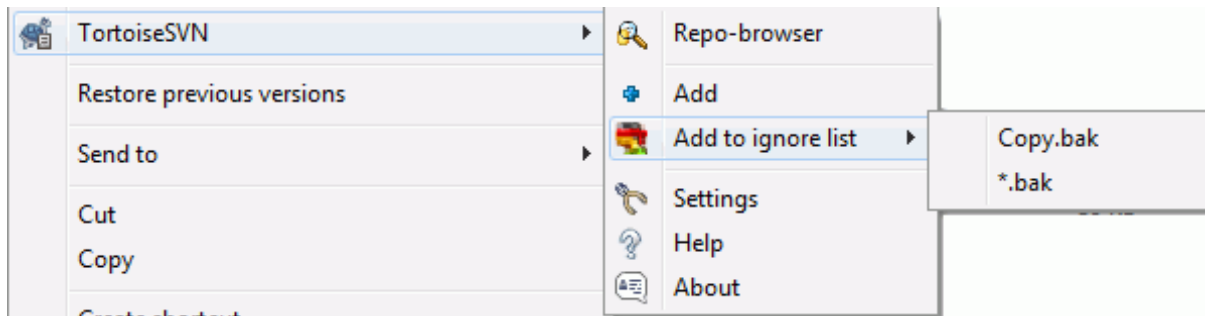 TortoiseSVN
Restore previous versions
Send to
Cut
Copy
Repo-browser
Add
Add to ignore list
Settings
Help
About
Copy.bak
*.bak